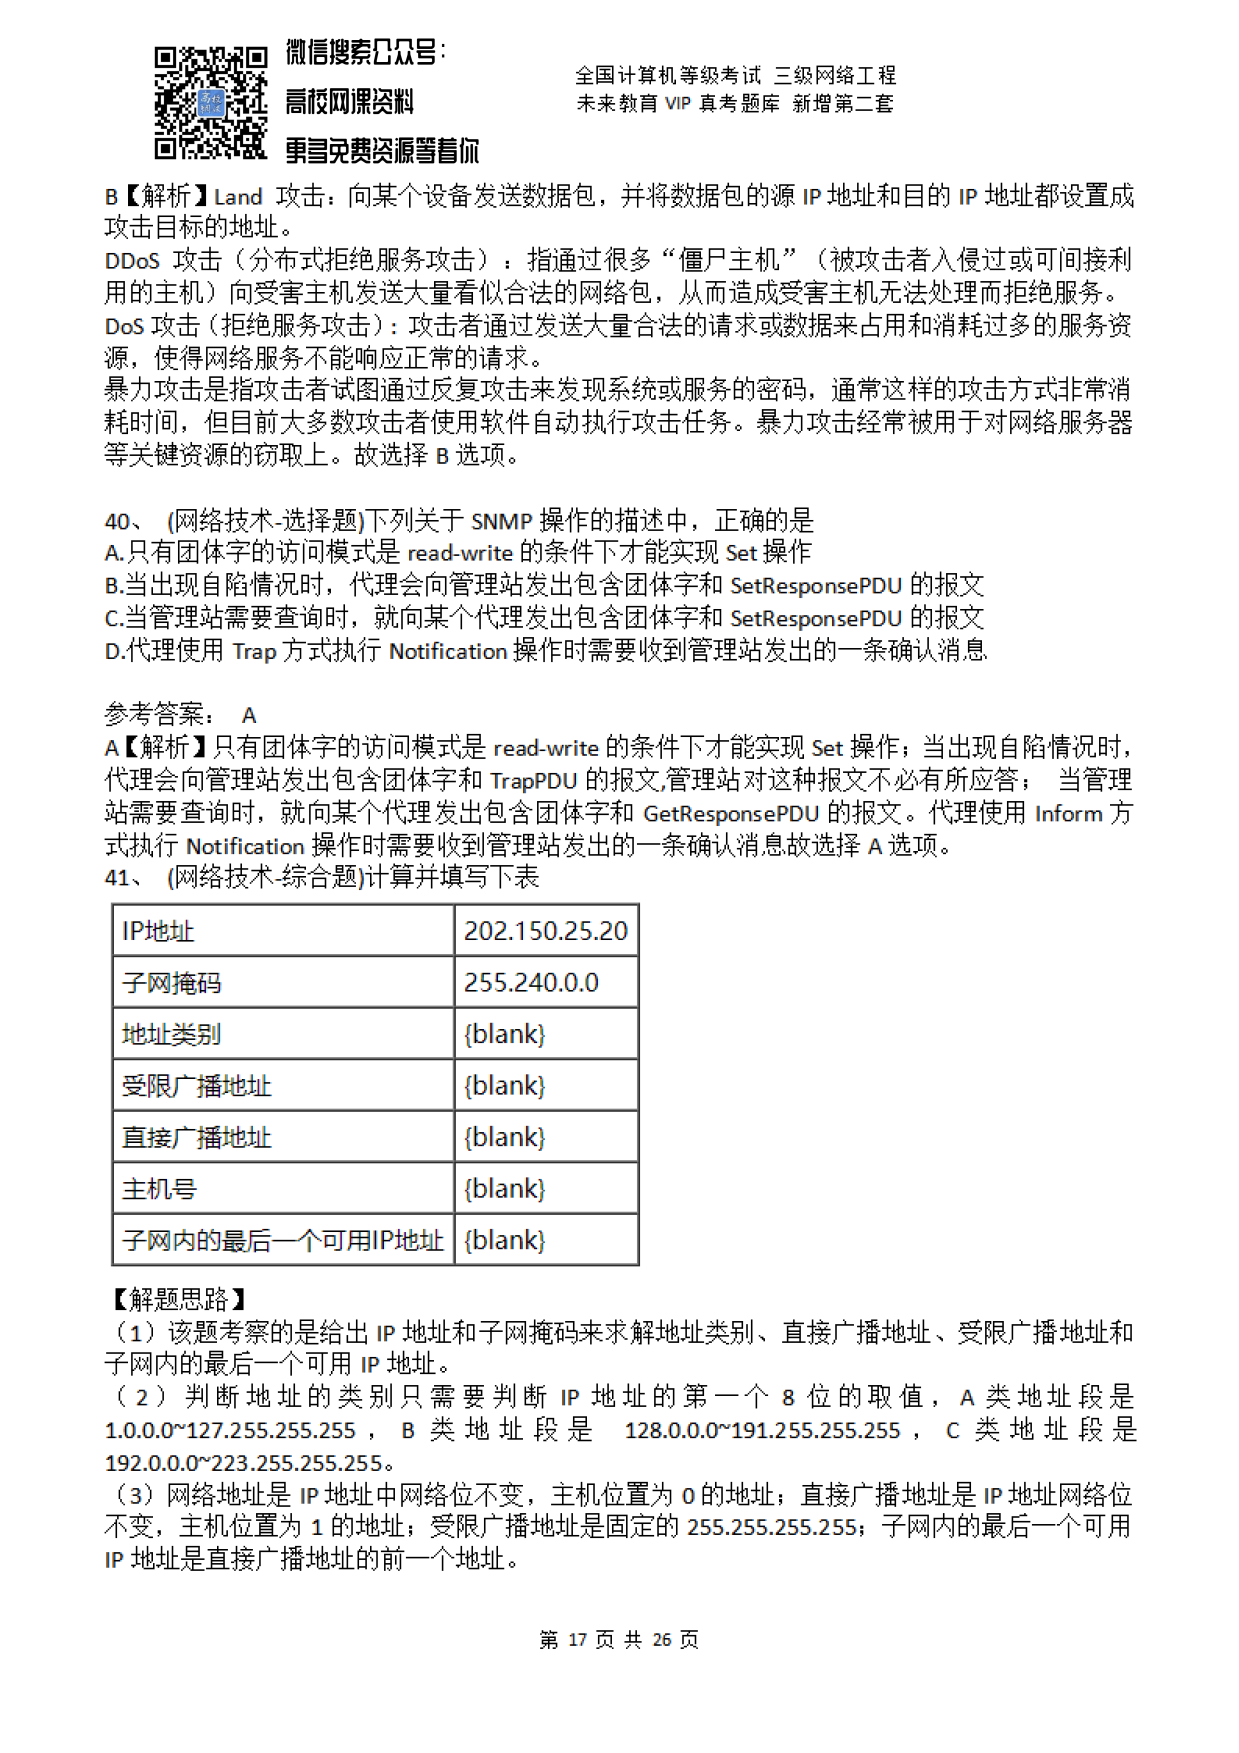 微信搜索公众号：
高校网课资料
更多免费资源等着你
全国计算机等级考试 三级网络工程
未来教育 VIP 真考题库 新增第二套
B【解析】Land 攻击：向某个设备发送数据包，并将数据包的源 IP 地址和目的 IP 地址都设置成
攻击目标的地址。
DDoS 攻击（分布式拒绝服务攻击）：指通过很多“僵尸主机”（被攻击者入侵过或可间接利
用的主机）向受害主机发送大量看似合法的网络包，从而造成受害主机无法处理而拒绝服务。
DoS 攻击（拒绝服务攻击）：攻击者通过发送大量合法的请求或数据来占用和消耗过多的服务资
源，使得网络服务不能响应正常的请求。
暴力攻击是指攻击者试图通过反复攻击来发现系统或服务的密码，通常这样的攻击方式非常消
耗时间，但目前大多数攻击者使用软件自动执行攻击任务。暴力攻击经常被用于对网络服务器
等关键资源的窃取上。故选择 B 选项。
40、 (网络技术-选择题)下列关于 SNMP 操作的描述中，正确的是
A.只有团体字的访问模式是 read-write 的条件下才能实现 Set 操作
B.当出现自陷情况时，代理会向管理站发出包含团体字和 SetResponsePDU 的报文
C.当管理站需要查询时，就向某个代理发出包含团体字和 SetResponsePDU 的报文
D.代理使用 Trap 方式执行 Notification 操作时需要收到管理站发出的一条确认消息
参考答案： A
A【解析】只有团体字的访问模式是 read-write 的条件下才能实现 Set 操作；当出现自陷情况时，
代理会向管理站发出包含团体字和 TrapPDU 的报文,管理站对这种报文不必有所应答； 当管理
站需要查询时，就向某个代理发出包含团体字和 GetResponsePDU 的报文。代理使用 Inform 方
式执行 Notification 操作时需要收到管理站发出的一条确认消息故选择 A 选项。
41、 (网络技术-综合题)计算并填写下表
IP地址 202.150.25.20
子网掩码 255.240.0.0
地址类别 {blank}
受限广播地址 {blank}
直接广播地址 {blank}
主机号 {blank}
子网内的最后一个可用IP地址 {blank}
【解题思路】
（1）该题考察的是给出 IP 地址和子网掩码来求解地址类别、直接广播地址、受限广播地址和
子网内的最后一个可用 IP 地址。
（2）判断地址的类别只需要判断 IP 地址的第一个 8 位的取值，A 类地址段是
1.0.0.0~127.255.255.255，B 类地址段是 128.0.0.0~191.255.255.255，C 类地址段是
192.0.0.0~223.255.255.255。
（3）网络地址是 IP 地址中网络位不变，主机位置为 0 的地址；直接广播地址是 IP 地址网络位
不变，主机位置为 1 的地址；受限广播地址是固定的 255.255.255.255；子网内的最后一个可用
IP 地址是直接广播地址的前一个地址。
第 17 页 共 26 页